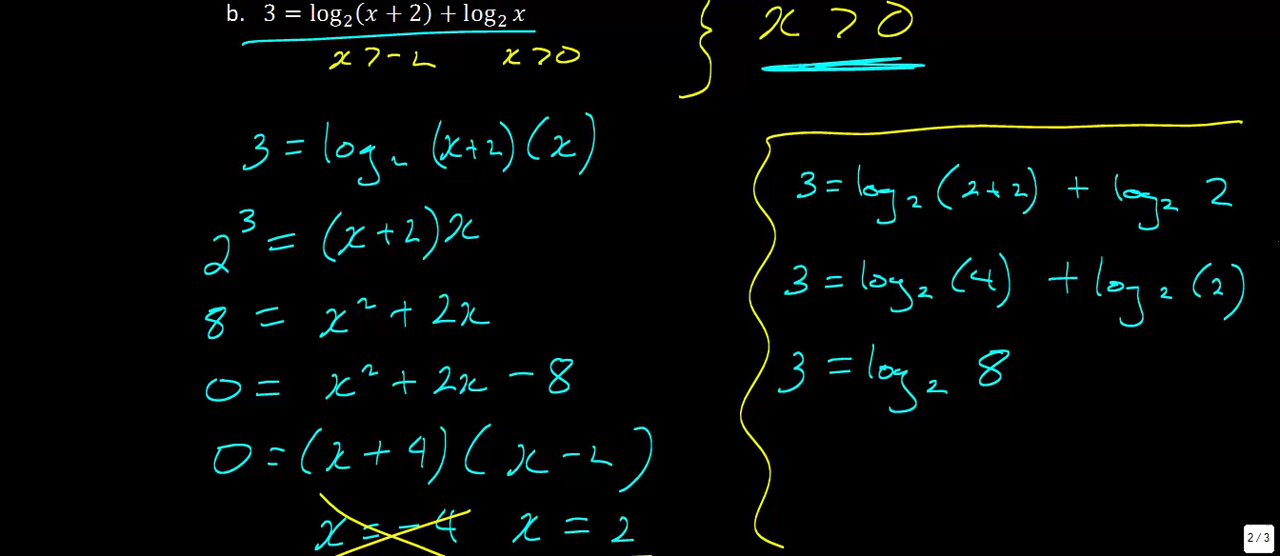 b. 3 = log₂(x + 2) + log₂ x
x > -2 x > 0
x > 0
3 = log₂ (x+2)(x)
2³ = (x+2)x
8 = x² + 2x
0 = x² + 2x - 8
0 = (x+4)(x-2)
x = -4 x = 2
3 = log₂ (2+2) + log₂ 2
3 = log₂ (4) + log₂ (2)
3 = log₂ 8
2/3